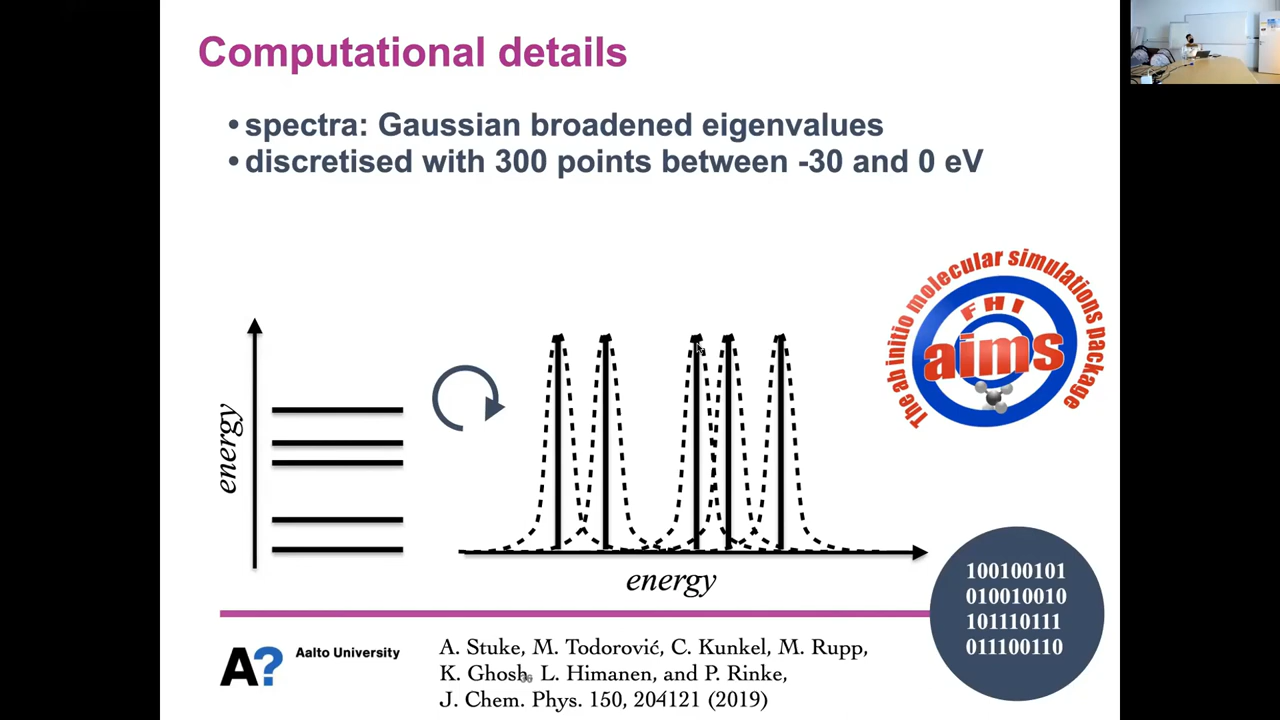 Computational details
• spectra: Gaussian broadened eigenvalues
• discretised with 300 points between -30 and 0 eV
The ab initio molecular simulations package
FHI
aims
energy
energy
100100101
010010010
101110111
011100110
A?
Aalto University
A. Stuke, M. Todorović, C. Kunkel, M. Rupp,
K. Ghosh, L. Himanen, and P. Rinke,
J. Chem. Phys. 150, 204121 (2019)